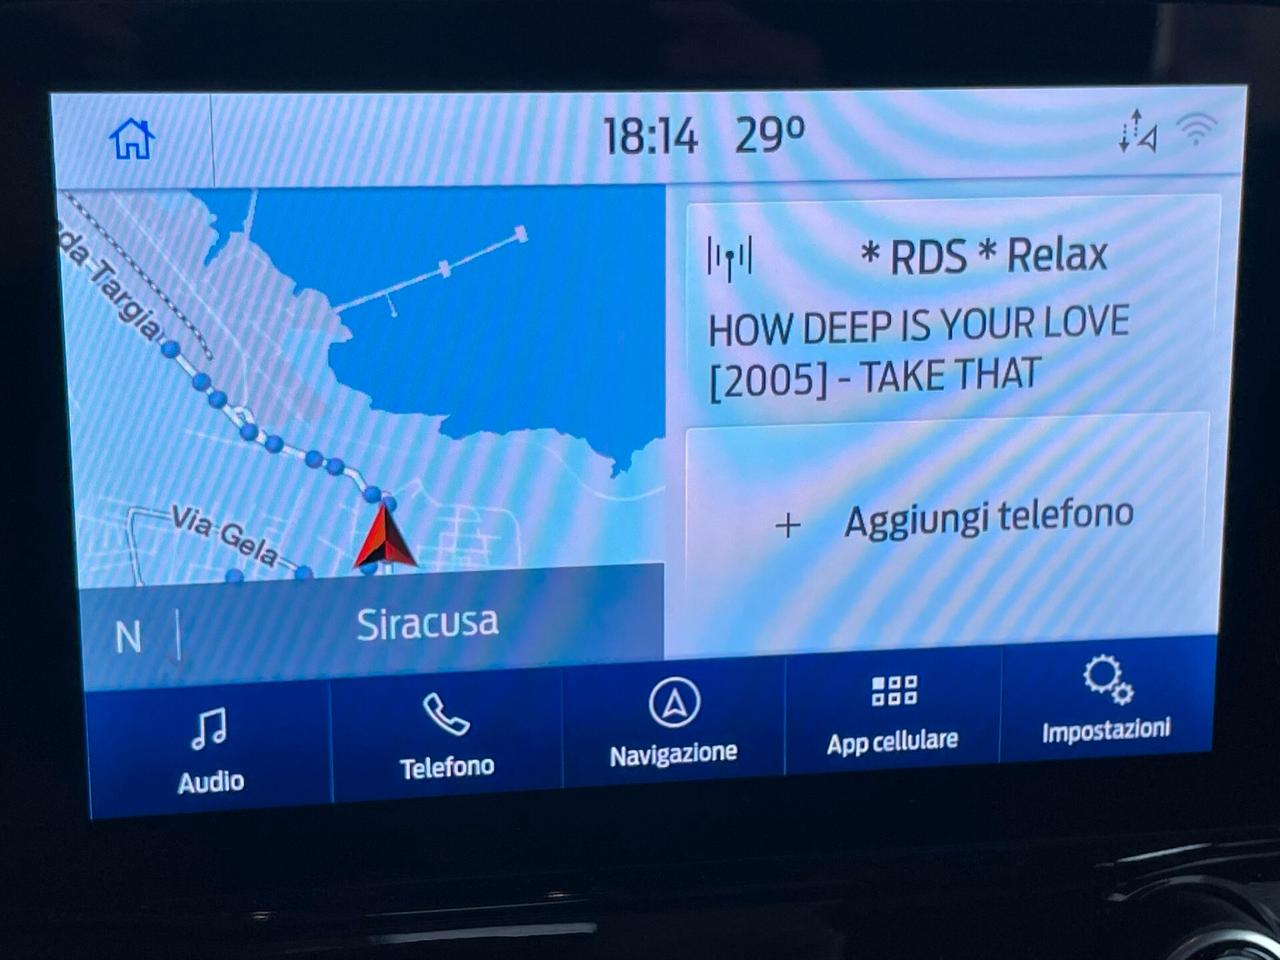 18:14 29º
da Targia
Via Gela
N
Siracusa
* RDS * Relax
HOW DEEP IS YOUR LOVE
[2005] - TAKE THAT
+ Aggiungi telefono
Audio
Telefono
Navigazione
App cellulare
Impostazioni